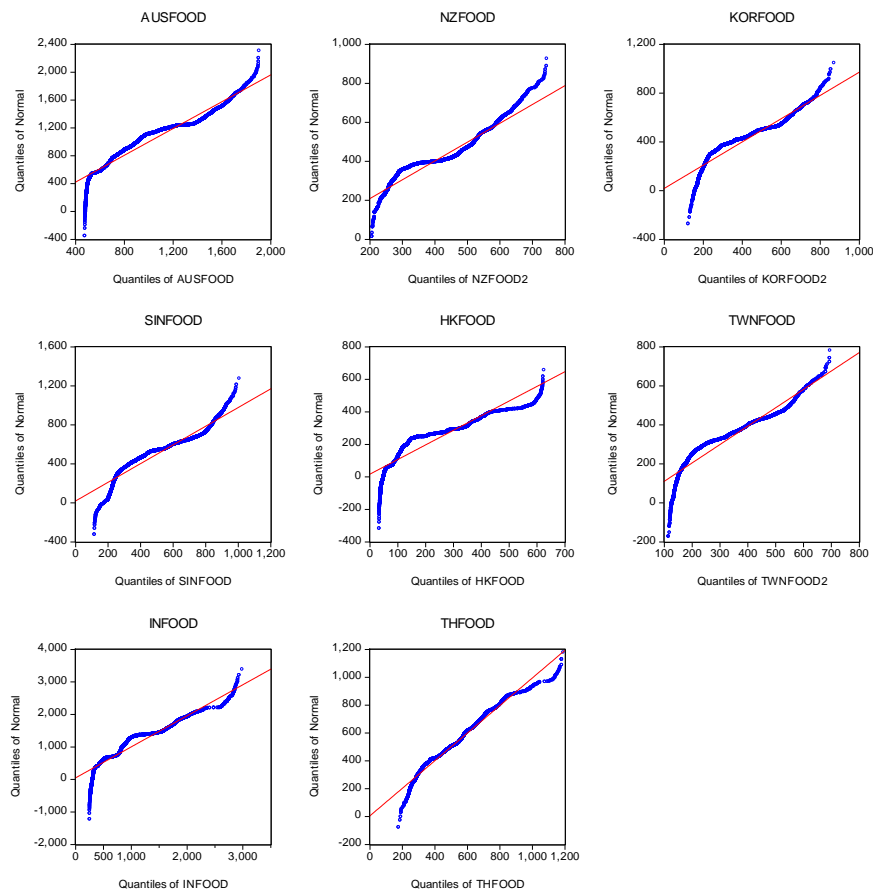 AUSFOOD
2,400
2,000
1,600
1,200
800
400
0
-400
400 800 1,200 1,600 2,000
Quantiles of Normal
Quantiles of AUSFOOD
NZFOOD
1,000
800
600
400
200
0
200 300 400 500 600 700 800
Quantiles of Normal
Quantiles of NZFOOD2
KORFOOD
1,200
800
400
0
-400
0 200 400 600 800 1,000
Quantiles of Normal
Quantiles of KORFOOD2
SINFOOD
1,600
1,200
800
400
0
-400
0 200 400 600 800 1,000 1,200
Quantiles of Normal
Quantiles of SINFOOD
HKFOOD
800
600
400
200
0
-200
-400
0 100 200 300 400 500 600 700
Quantiles of Normal
Quantiles of HKFOOD
TWNFOOD
800
600
400
200
0
-200
100 200 300 400 500 600 700 800
Quantiles of Normal
Quantiles of TWNFOOD2
INFOOD
4,000
3,000
2,000
1,000
0
-1,000
-2,000
0 500 1,000 2,000 3,000
Quantiles of Normal
Quantiles of INFOOD
THFOOD
1,200
1,000
800
600
400
200
0
-200
0 200 400 600 800 1,000 1,200
Quantiles of Normal
Quantiles of THFOOD